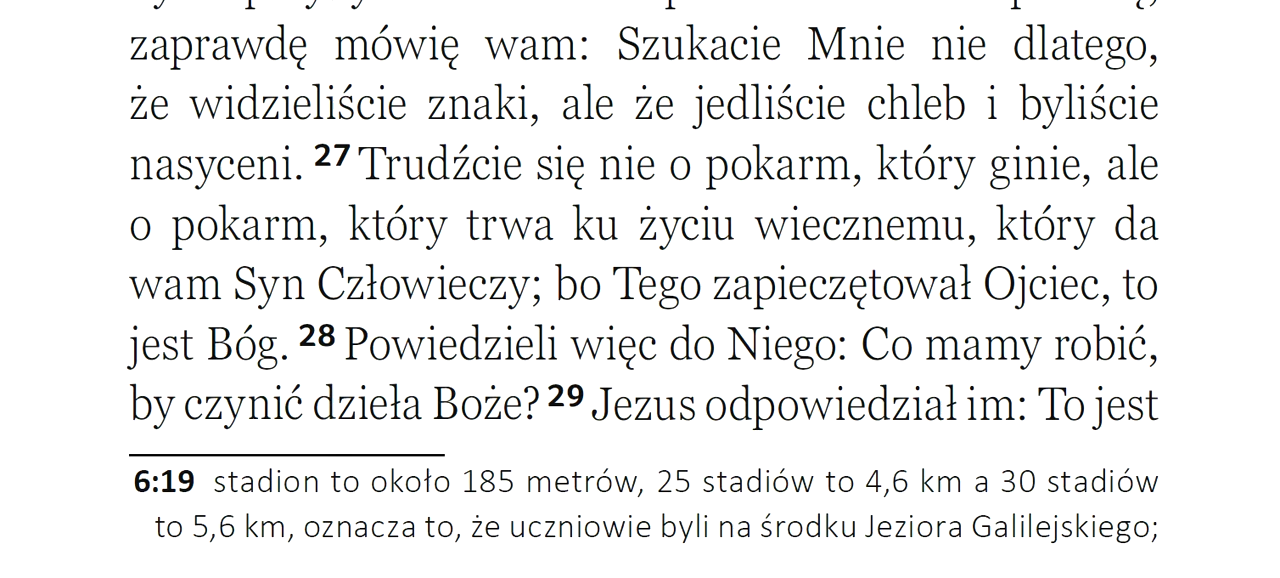 zaprawdę mówię wam: Szukacie Mnie nie dlatego,
że widzieliście znaki, ale że jedliście chleb i byliście
nasyceni. 27 Trudźcie się nie o pokarm, który ginie, ale
o pokarm, który trwa ku życiu wiecznemu, który da
wam Syn Człowieczy; bo Tego zapieczętował Ojciec, to
jest Bóg. 28 Powiedzieli więc do Niego: Co mamy robić,
by czynić dzieła Boże? 29 Jezus odpowiedział im: To jest
6:19 stadion to około 185 metrów, 25 stadiów to 4,6 km a 30 stadiów
to 5,6 km, oznacza to, że uczniowie byli na środku Jeziora Galilejskiego;